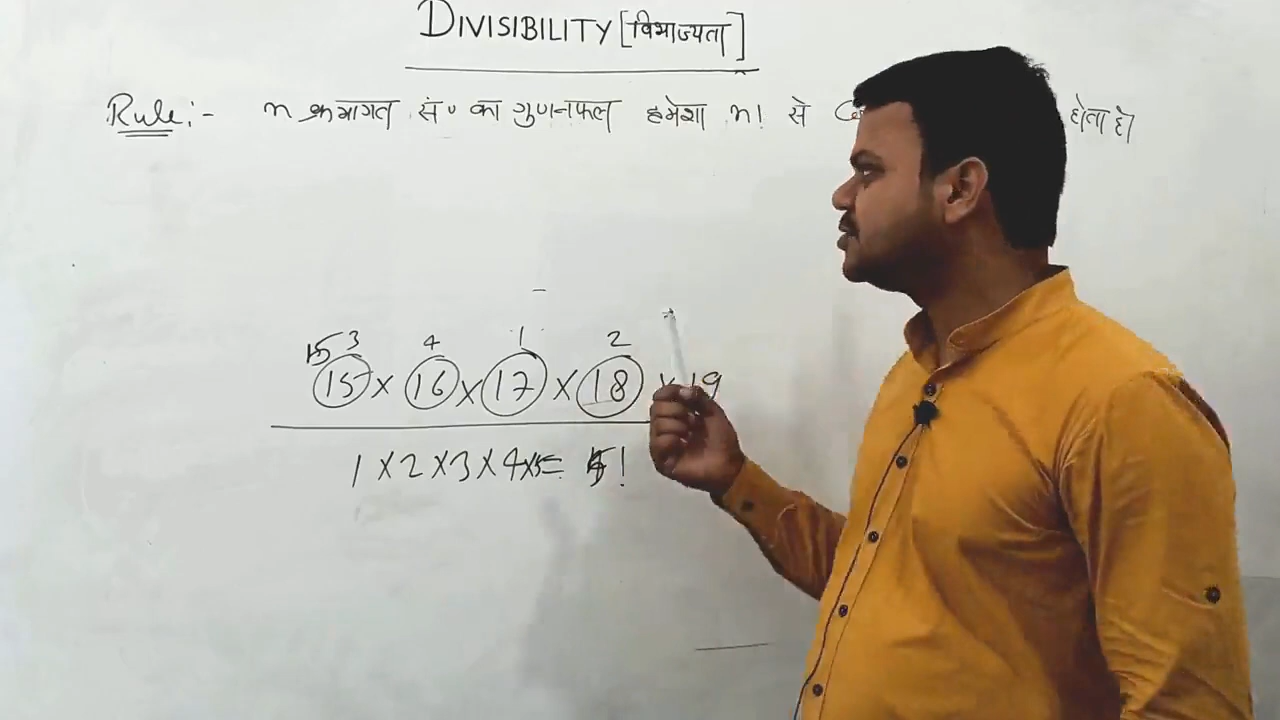 DIVISIBILITY [विभाज्यता]
Rule:- n क्रमागत सं० का गुणनफल हमेशा n! से होता है।
5 3 4 1 2
15 × 16 × 17 × 18 × 19
1 × 2 × 3 × 4 × 5 = 5!